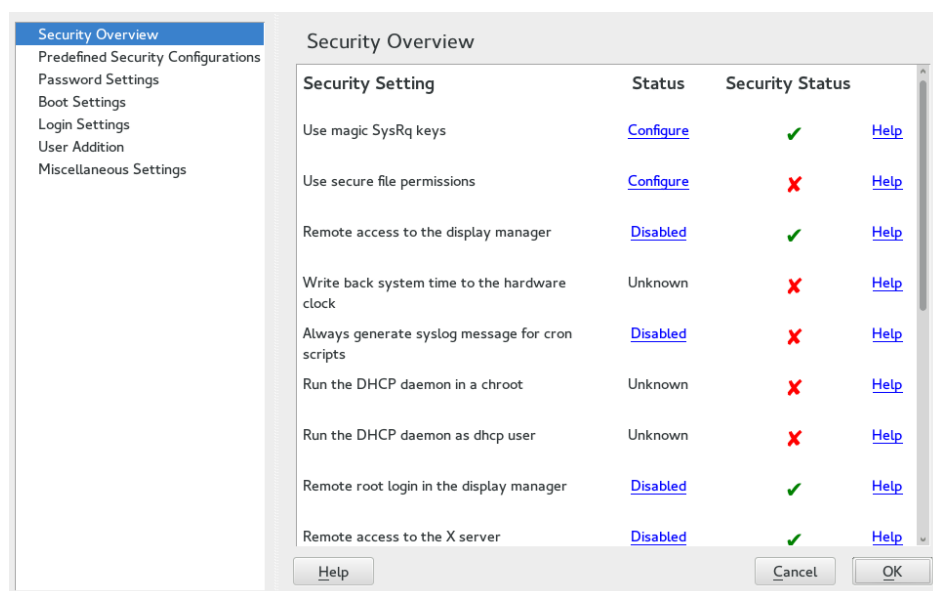 Security Overview
Predefined Security Configurations
Password Settings
Boot Settings
Login Settings
User Addition
Miscellaneous Settings
Security Overview
Security Setting Status Security Status
Use magic SysRq keys Configure ✔ Help
Use secure file permissions Configure ✘ Help
Remote access to the display manager Disabled ✔ Help
Write back system time to the hardware Unknown ✘ Help
clock
Always generate syslog message for cron Disabled ✘ Help
scripts
Run the DHCP daemon in a chroot Unknown ✘ Help
Run the DHCP daemon as dhcp user Unknown ✘ Help
Remote root login in the display manager Disabled ✔ Help
Remote access to the X server Disabled ✔ Help
Help Cancel OK